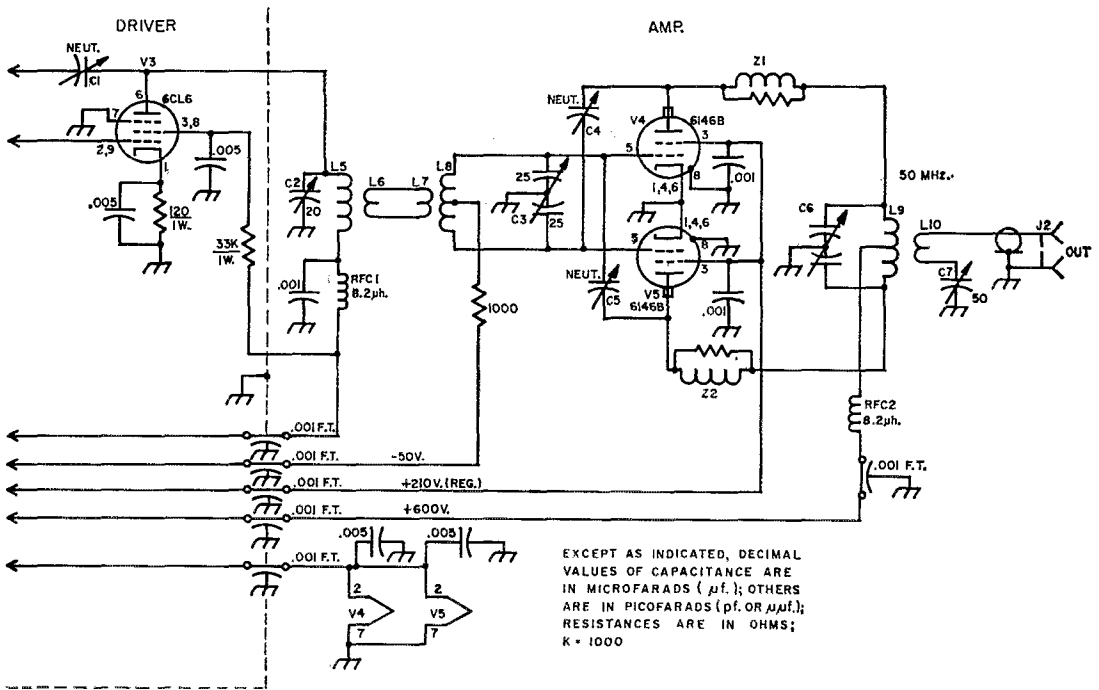 DRIVER
AMP.
NEUT.
C1
V3
6
6CL6
7
3,8
2,9
1
.005
.005
120
1W.
33K
1W.
C2
20
L5
L6
L7
L8
.001
RFC1
8.2µh.
1000
NEUT.
C4
25
C3
25
NEUT.
C5
V4
6146B
5
3
8
1,4,6
.001
1,4,6
5
8
3
V5
6146B
.001
Z1
Z2
50 MHz.
C6
L9
L10
J2
OUT
C7
50
RFC2
8.2µh.
.001 F.T.
.001 F.T.
.001 F.T.
-50V.
.001 F.T.
+210V.(REG.)
.001 F.T.
+600V.
.001 F.T.
.005
.005
2
V4
7
2
V5
7
EXCEPT AS INDICATED, DECIMAL
VALUES OF CAPACITANCE ARE
IN MICROFARADS ( µf. ); OTHERS
ARE IN PICOFARADS (pf. OR µµf.);
RESISTANCES ARE IN OHMS;
K = 1000